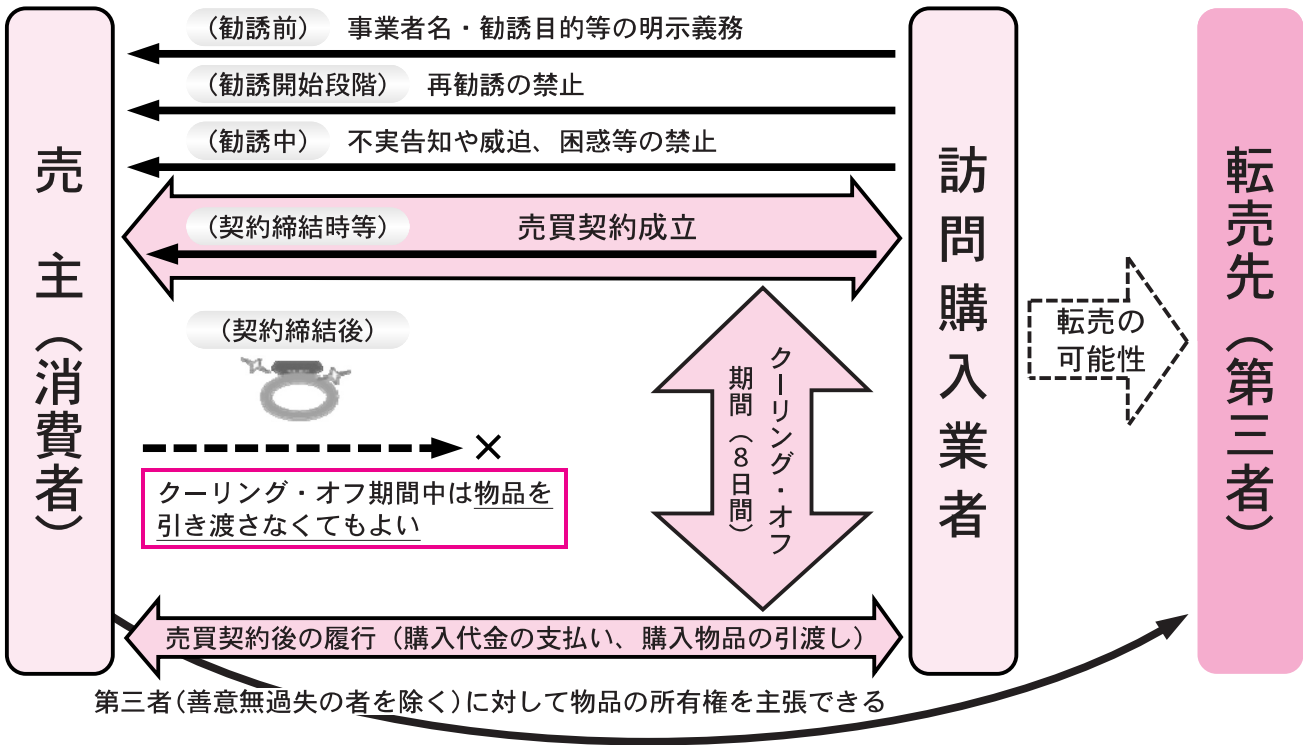 売主（消費者）
（勧誘前） 事業者名・勧誘目的等の明示義務
（勧誘開始段階） 再勧誘の禁止
（勧誘中） 不実告知や威迫、困惑等の禁止
（契約締結時等） 売買契約成立
（契約締結後）
×
クーリング・オフ期間中は物品を
引き渡さなくてもよい
クーリング・オフ
期間（８日間）
売買契約後の履行（購入代金の支払い、購入物品の引渡し）
第三者（善意無過失の者を除く）に対して物品の所有権を主張できる
訪問購入業者
転売の
可能性
転売先（第三者）